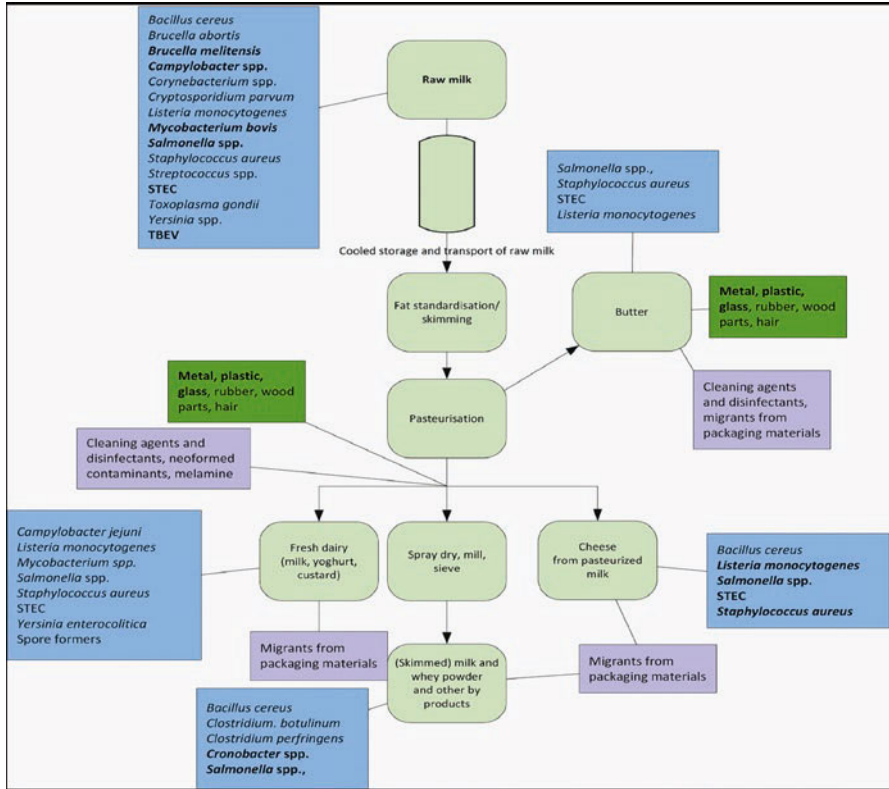 Bacillus cereus
Brucella abortis
Brucella melitensis
Campylobacter spp.
Corynebacterium spp.
Cryptosporidium parvum
Listeria monocytogenes
Mycobacterium bovis
Salmonella spp.
Staphylococcus aureus
Streptococcus spp.
STEC
Toxoplasma gondii
Yersinia spp.
TBEV
Raw milk
Cooled storage and transport of raw milk
Salmonella spp.,
Staphylococcus aureus
STEC
Listeria monocytogenes
Fat standardisation/
skimming
Butter
Metal, plastic,
glass, rubber, wood
parts, hair
Metal, plastic,
glass, rubber, wood
parts, hair
Pasteurisation
Cleaning agents
and disinfectants,
migrants from
packaging materials
Cleaning agents and
disinfectants, neoformed
contaminants, melamine
Campylobacter jejuni
Listeria monocytogenes
Mycobacterium spp.
Salmonella spp.
Staphylococcus aureus
STEC
Yersinia enterocolitica
Spore formers
Fresh dairy
(milk, yoghurt,
custard)
Spray dry, mill,
sieve
Cheese
from pasteurized
milk
Bacillus cereus
Listeria monocytogenes
Salmonella spp.
STEC
Staphylococcus aureus
Migrants from
packaging materials
(Skimmed) milk and
whey powder
and other by
products
Migrants from
packaging materials
Bacillus cereus
Clostridium. botulinum
Clostridium perfringens
Cronobacter spp.
Salmonella spp.,